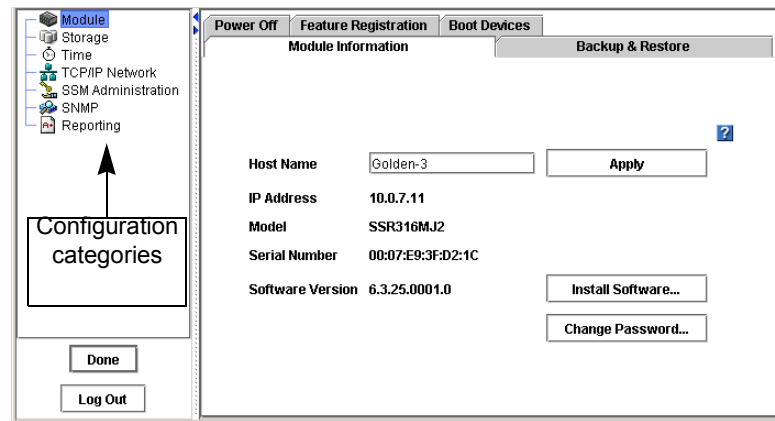 Module
Storage
Time
TCP/IP Network
SSM Administration
SNMP
A+ Reporting
Configuration
categories
Done
Log Out
Power Off Feature Registration Boot Devices
Module Information Backup & Restore
?
Host Name Golden-3 Apply
IP Address 10.0.7.11
Model SSR316MJ2
Serial Number 00:07:E9:3F:D2:1C
Software Version 6.3.25.0001.0 Install Software...
Change Password...